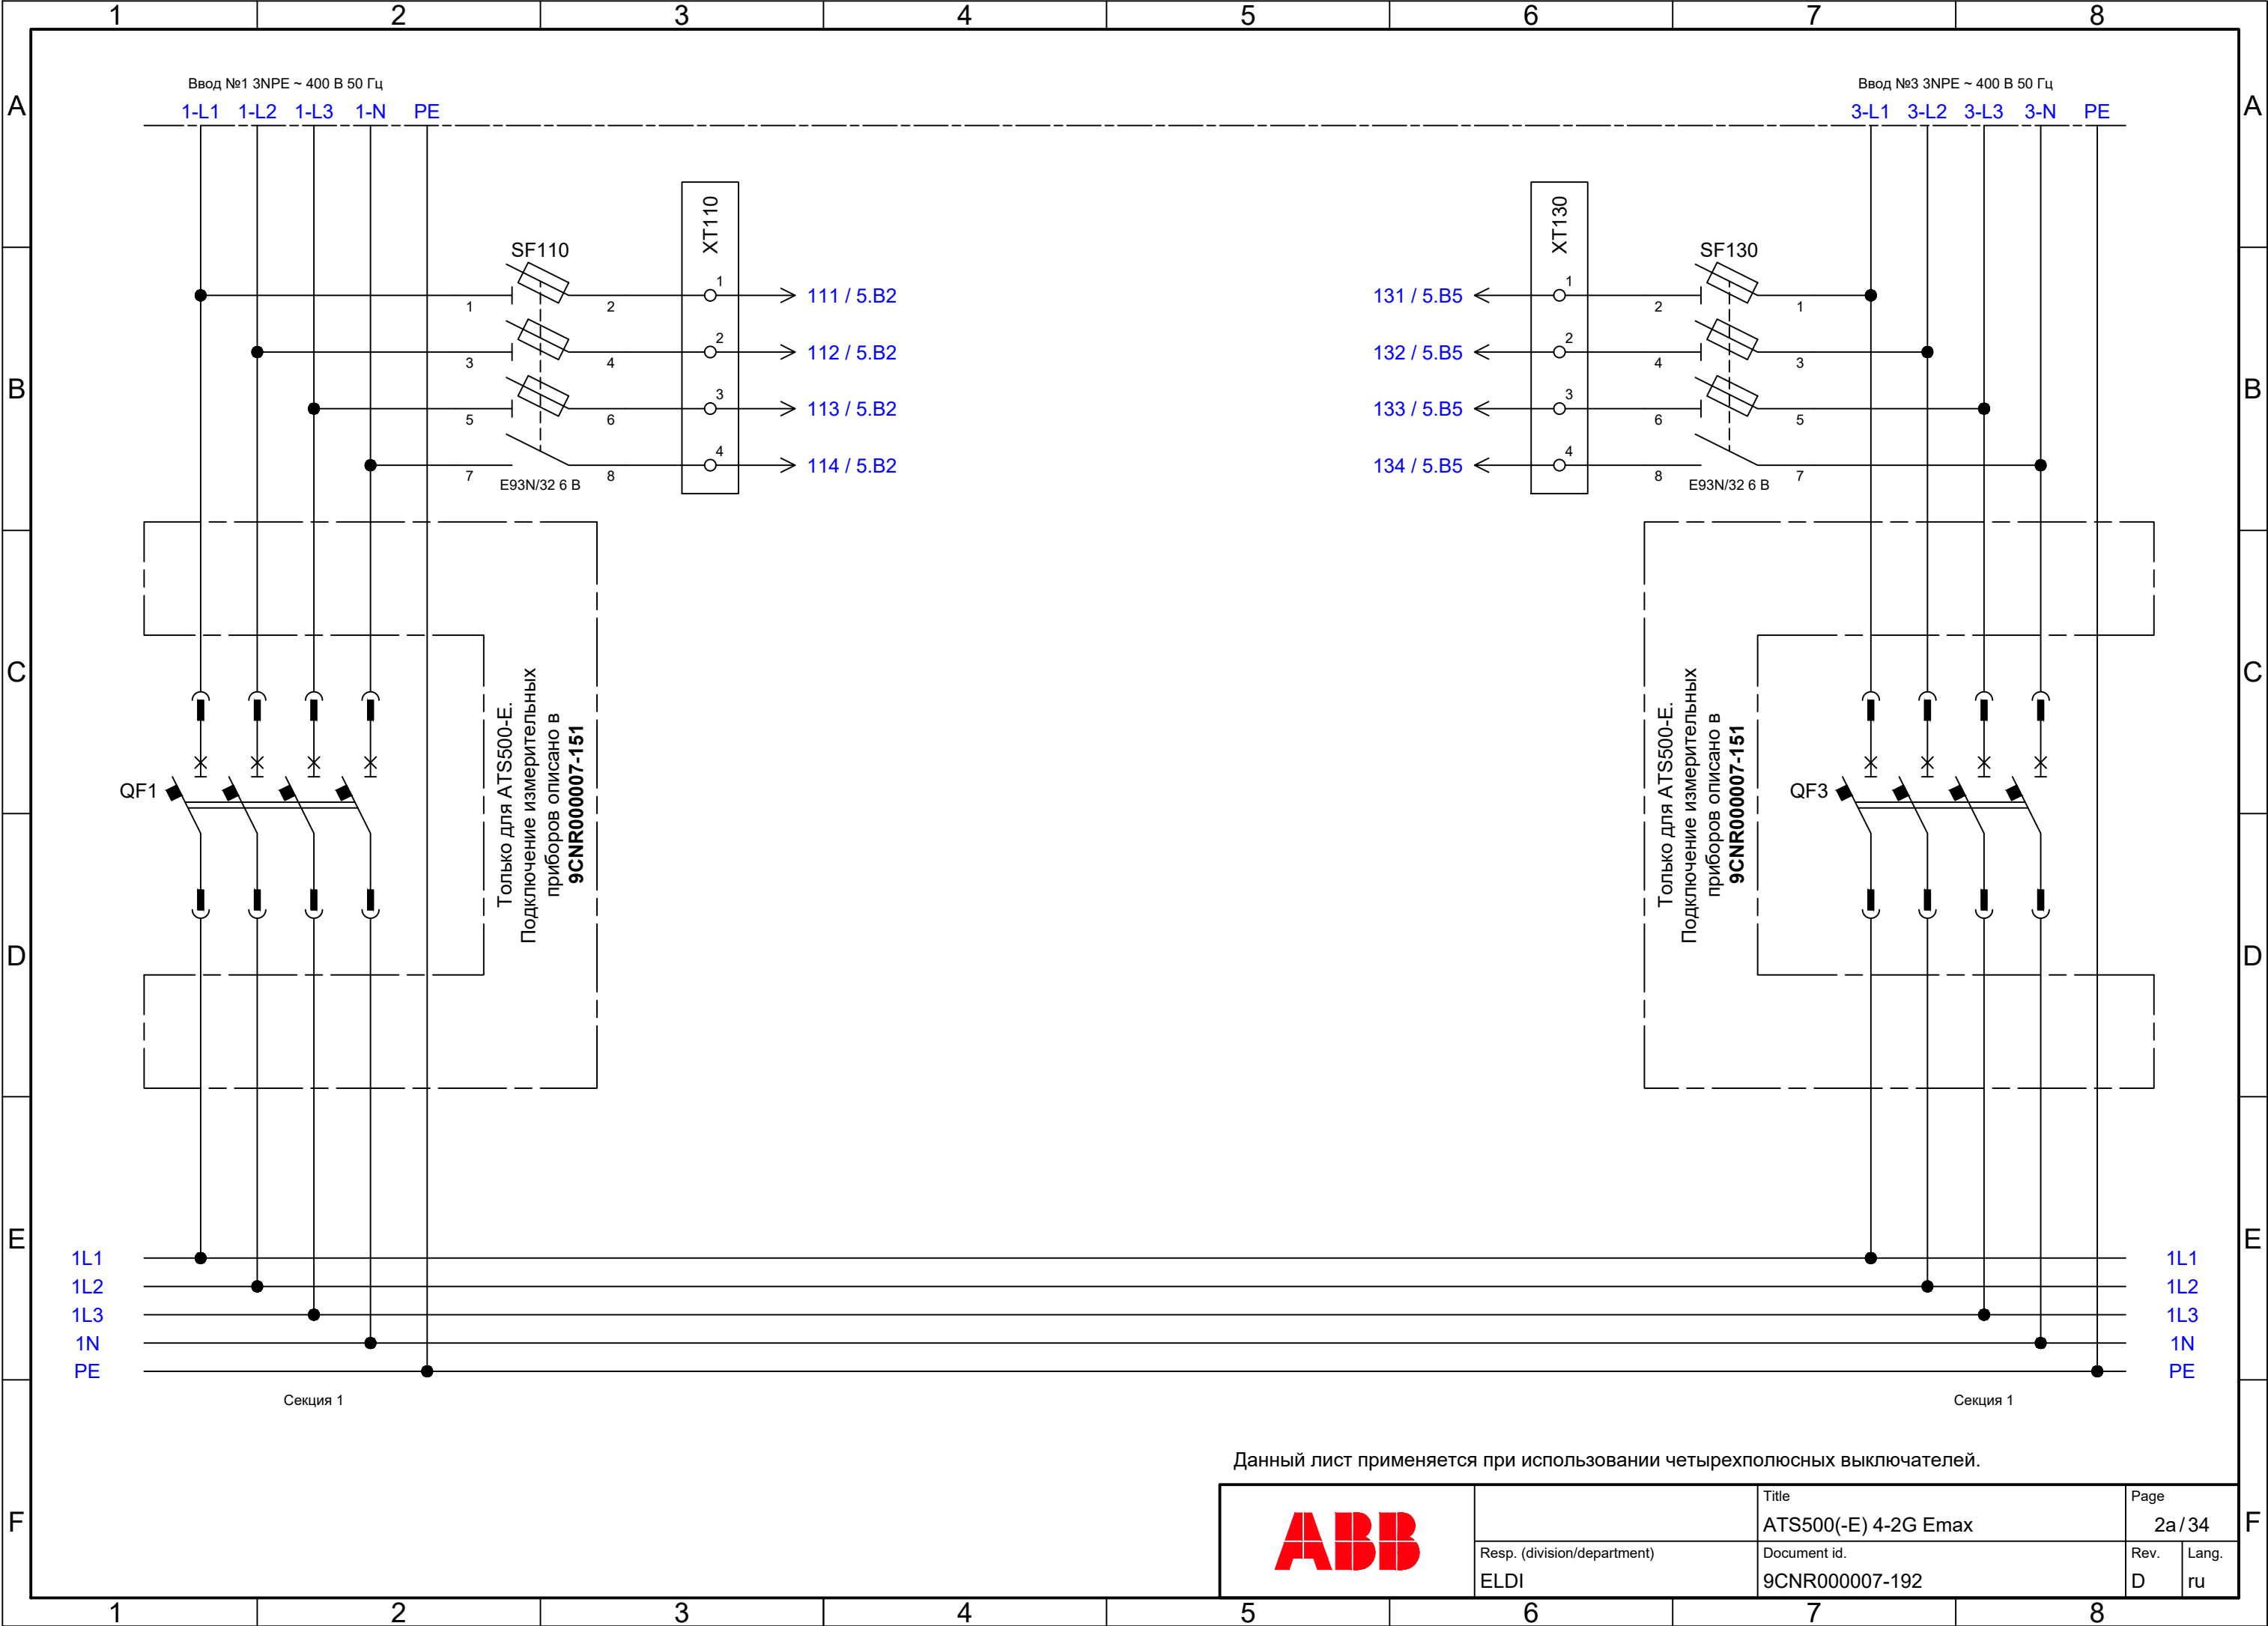 1 2 3 4 5 6 7 8
A A
B B
C C
D D
E E
F F
Ввод №1 3NPE ~ 400 В 50 Гц
1-L1 1-L2 1-L3 1-N PE
Ввод №3 3NPE ~ 400 В 50 Гц
3-L1 3-L2 3-L3 3-N PE
SF110
XT110
1 2 1 111 / 5.B2
3 4 2 112 / 5.B2
5 6 3 113 / 5.B2
7 8 4 114 / 5.B2
E93N/32 6 В
XT130
SF130
131 / 5.B5 1 2 1
132 / 5.B5 2 4 3
133 / 5.B5 3 6 5
134 / 5.B5 4 8 7
E93N/32 6 В
QF1
Только для ATS500-E.
Подключение измерительных
приборов описано в
9CNR000007-151
Только для ATS500-E.
Подключение измерительных
приборов описано в
9CNR000007-151
QF3
1L1 1L1
1L2 1L2
1L3 1L3
1N 1N
PE PE
Секция 1 Секция 1
Данный лист применяется при использовании четырехполюсных выключателей.
ABB
Title
ATS500(-E) 4-2G Emax
Page
2a / 34
Resp. (division/department)
ELDI
Document id.
9CNR000007-192
Rev.
D
Lang.
ru
1 2 3 4 5 6 7 8